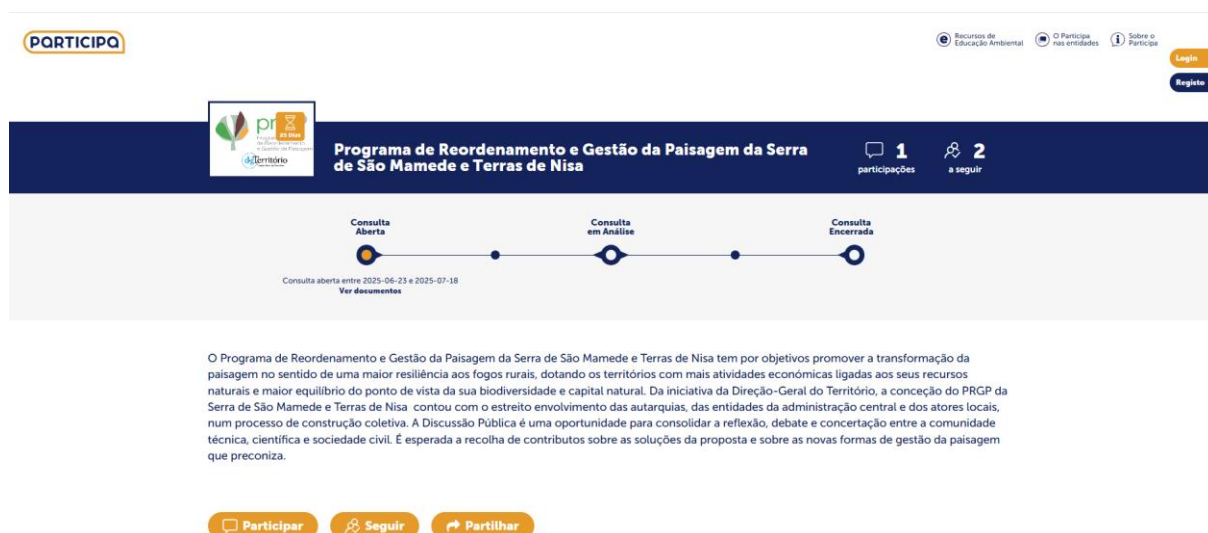 PARTICIPA
Recursos de
Educação Ambiental
O Participa
nas entidades
Sobre o
Participa
Login
Registo
25 Dias
Programa
de Reordenamento
e Gestão da Paisagem
Território
Programa de Reordenamento e Gestão da Paisagem da Serra
de São Mamede e Terras de Nisa
1
participações
2
a seguir
Consulta
Aberta
Consulta
em Análise
Consulta
Encerrada
Consulta aberta entre 2025-06-23 e 2025-07-18
Ver documentos
O Programa de Reordenamento e Gestão da Paisagem da Serra de São Mamede e Terras de Nisa tem por objetivos promover a transformação da
paisagem no sentido de uma maior resiliência aos fogos rurais, dotando os territórios com mais atividades económicas ligadas aos seus recursos
naturais e maior equilíbrio do ponto de vista da sua biodiversidade e capital natural. Da iniciativa da Direção-Geral do Território, a conceção do PRGP da
Serra de São Mamede e Terras de Nisa contou com o estreito envolvimento das autarquias, das entidades da administração central e dos atores locais,
num processo de construção coletiva. A Discussão Pública é uma oportunidade para consolidar a reflexão, debate e concertação entre a comunidade
técnica, científica e sociedade civil. É esperada a recolha de contributos sobre as soluções da proposta e sobre as novas formas de gestão da paisagem
que preconiza.
Participar
Seguir
Partilhar